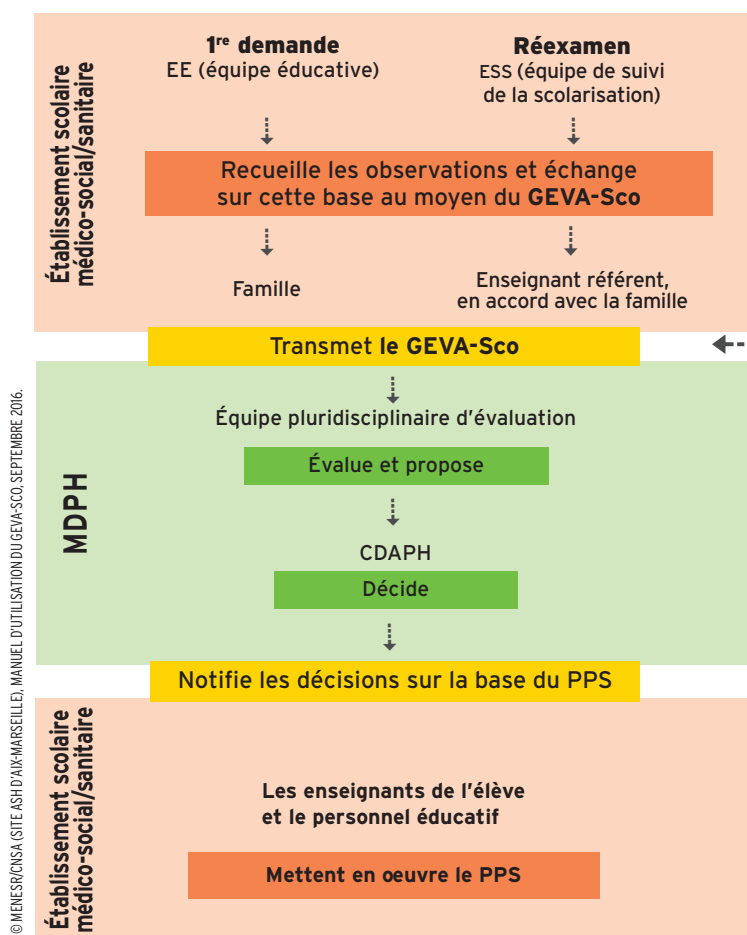 Établissement scolaire
médico-social/sanitaire
1re demande
EE (équipe éducative)
Réexamen
ESS (équipe de suivi
de la scolarisation)
Recueille les observations et échange
sur cette base au moyen du GEVA-Sco
Famille
Enseignant référent,
en accord avec la famille
Transmet le GEVA-Sco
MDPH
Équipe pluridisciplinaire d’évaluation
Évalue et propose
CDAPH
Décide
Notifie les décisions sur la base du PPS
Établissement scolaire
médico-social/sanitaire
Les enseignants de l’élève
et le personnel éducatif
Mettent en oeuvre le PPS
© MENESR/CNSA (SITE ASH D’AIX-MARSEILLE), MANUEL D’UTILISATION DU GEVA-SCO, SEPTEMBRE 2016.